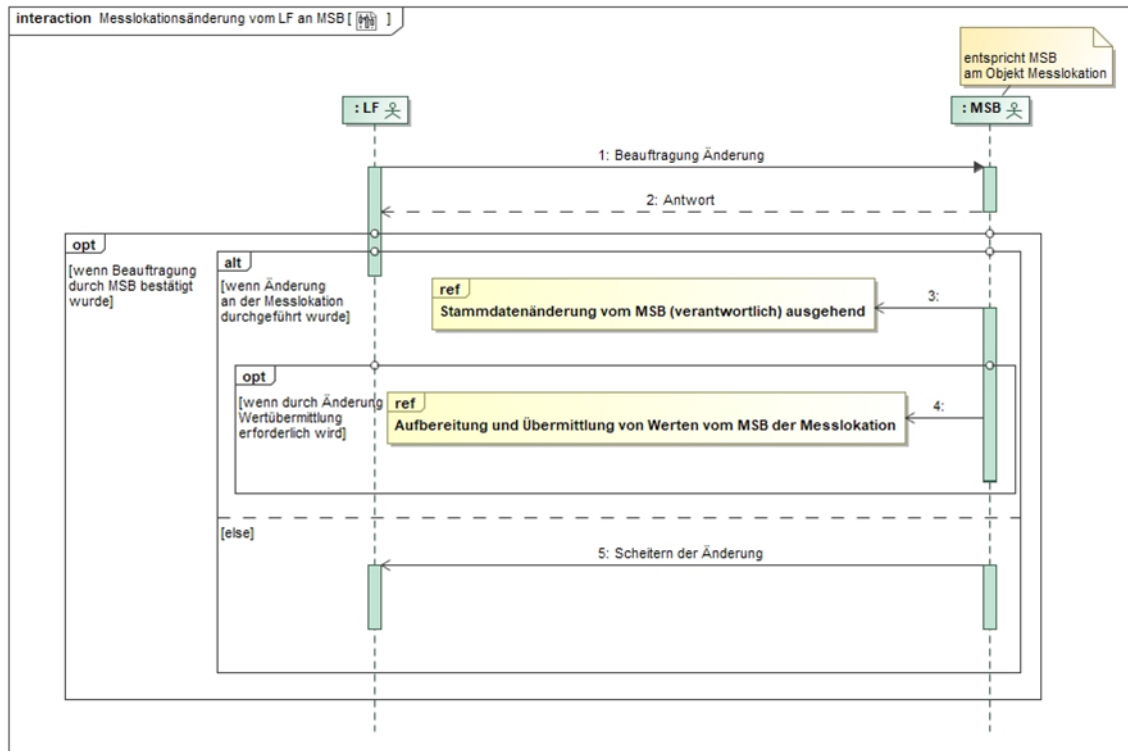 interaction Messlokationsänderung vom LF an MSB [ ]
entspricht MSB
am Objekt Messlokation
: LF
: MSB
1: Beauftragung Änderung
2: Antwort
opt
[wenn Beauftragung
durch MSB bestätigt
wurde]
alt
[wenn Änderung
an der Messlokation
durchgeführt wurde]
ref
Stammdatenänderung vom MSB (verantwortlich) ausgehend
3:
opt
[wenn durch Änderung
Wertübermittlung
erforderlich wird]
ref
Aufbereitung und Übermittlung von Werten vom MSB der Messlokation
4:
[else]
5: Scheitern der Änderung